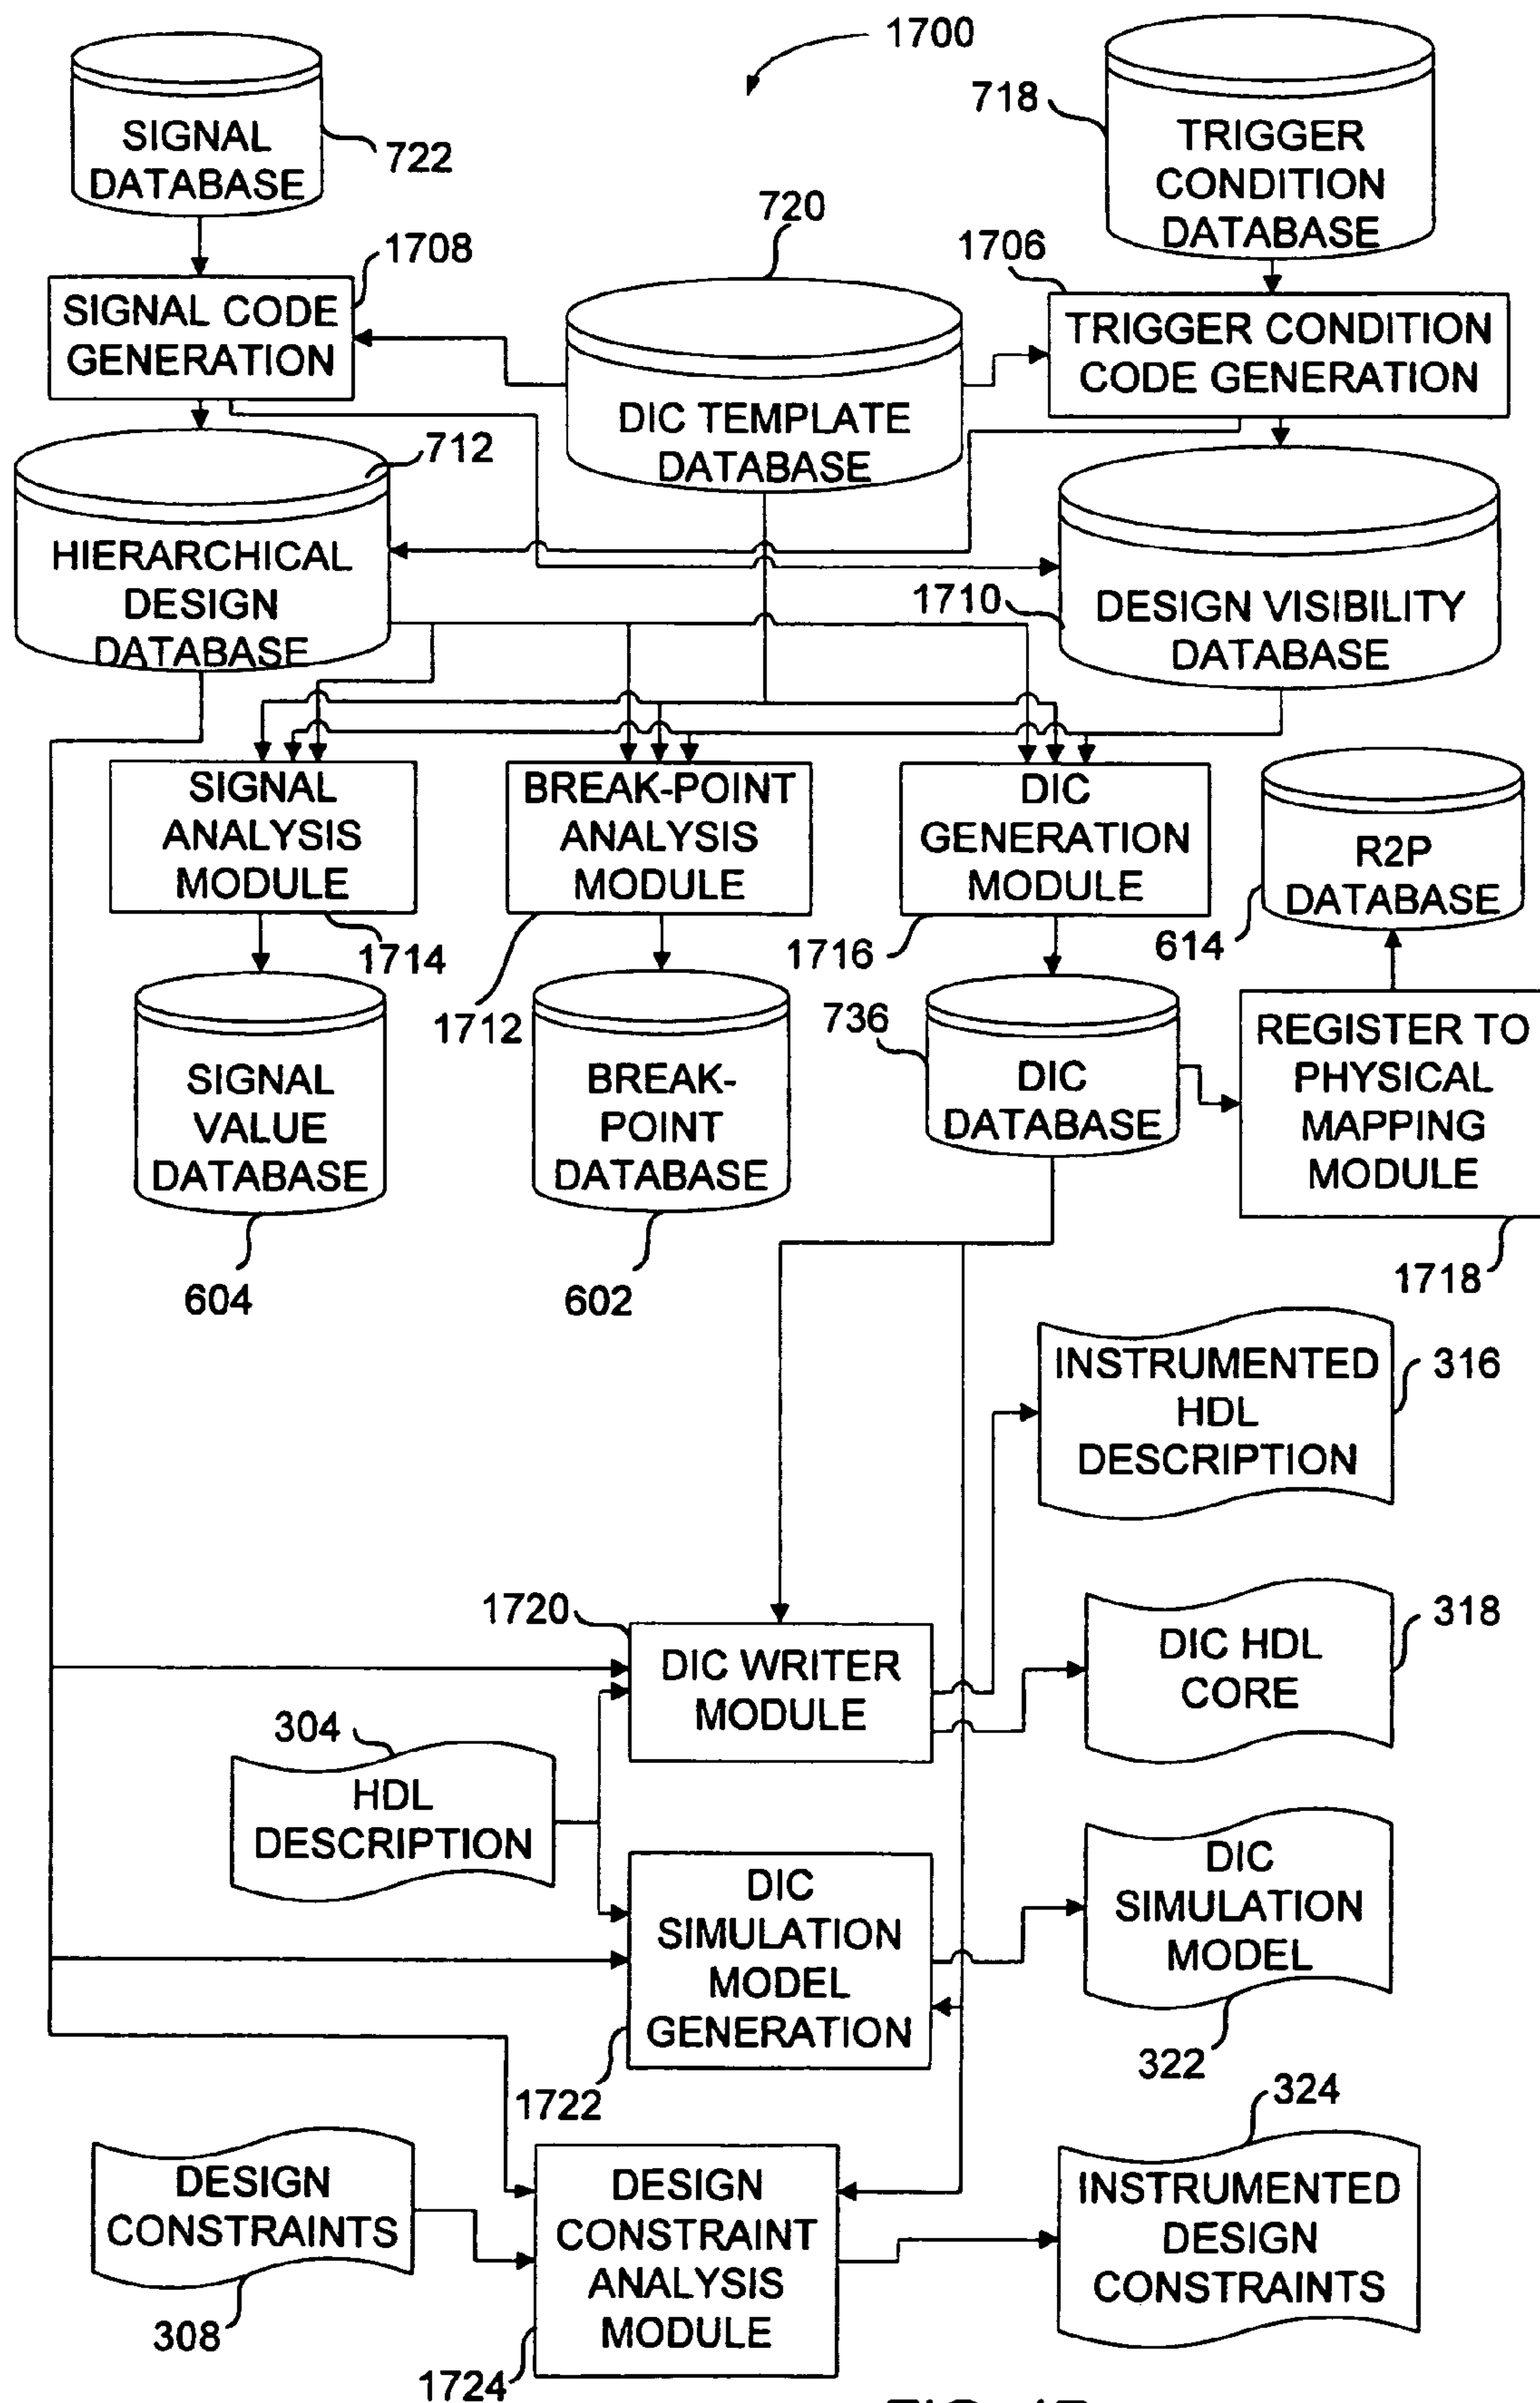 1700
SIGNAL
DATABASE
722
718
TRIGGER
CONDITION
DATABASE
720
1708
1706
SIGNAL CODE
GENERATION
TRIGGER CONDITION
CODE GENERATION
DIC TEMPLATE
DATABASE
712
HIERARCHICAL
DESIGN
DATABASE
1710
DESIGN VISIBILITY
DATABASE
SIGNAL
ANALYSIS
MODULE
1714
BREAK-POINT
ANALYSIS
MODULE
1712
DIC
GENERATION
MODULE
1716
R2P
DATABASE
614
SIGNAL
VALUE
DATABASE
604
BREAK-
POINT
DATABASE
602
736
DIC
DATABASE
REGISTER TO
PHYSICAL
MAPPING
MODULE
1718
INSTRUMENTED
HDL
DESCRIPTION
316
1720
DIC WRITER
MODULE
DIC HDL
CORE
318
304
HDL
DESCRIPTION
DIC
SIMULATION
MODEL
GENERATION
1722
DIC
SIMULATION
MODEL
322
DESIGN
CONSTRAINTS
308
DESIGN
CONSTRAINT
ANALYSIS
MODULE
1724
324
INSTRUMENTED
DESIGN
CONSTRAINTS